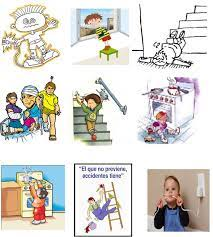 "El que no previene,
accidentes tiene"